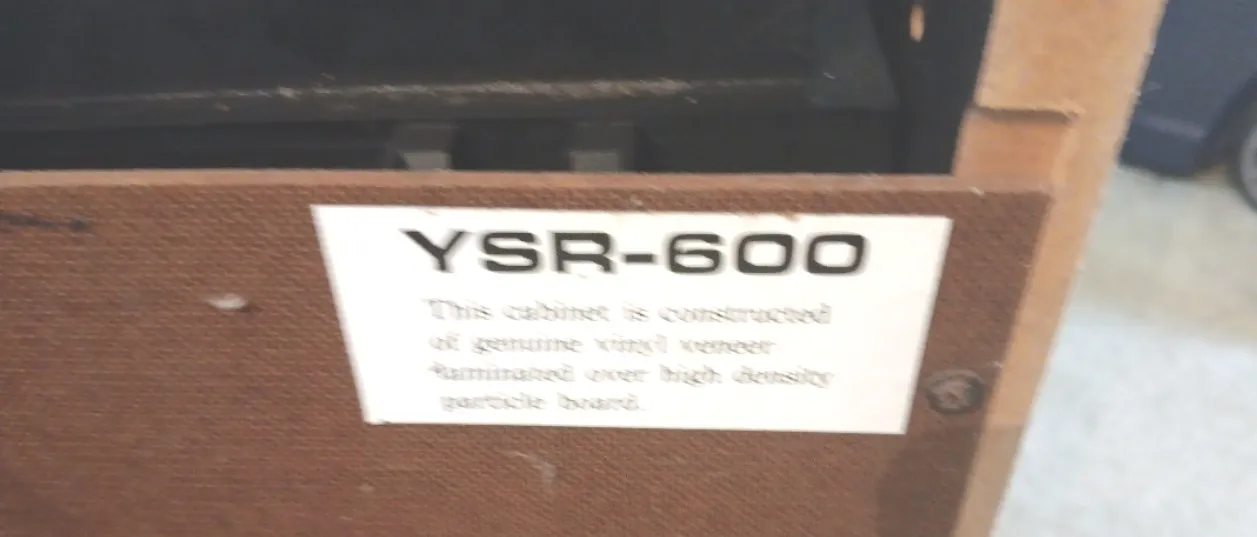 YSR-600
This cabinet is constructed
of genuine vinyl veneer
laminated over high density
particle board.